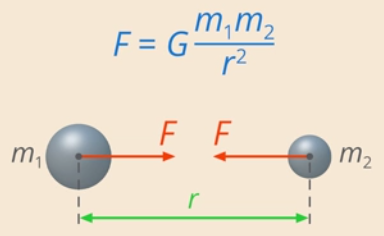 F = G m₁m₂ / r²
F F
m₁ m₂
r